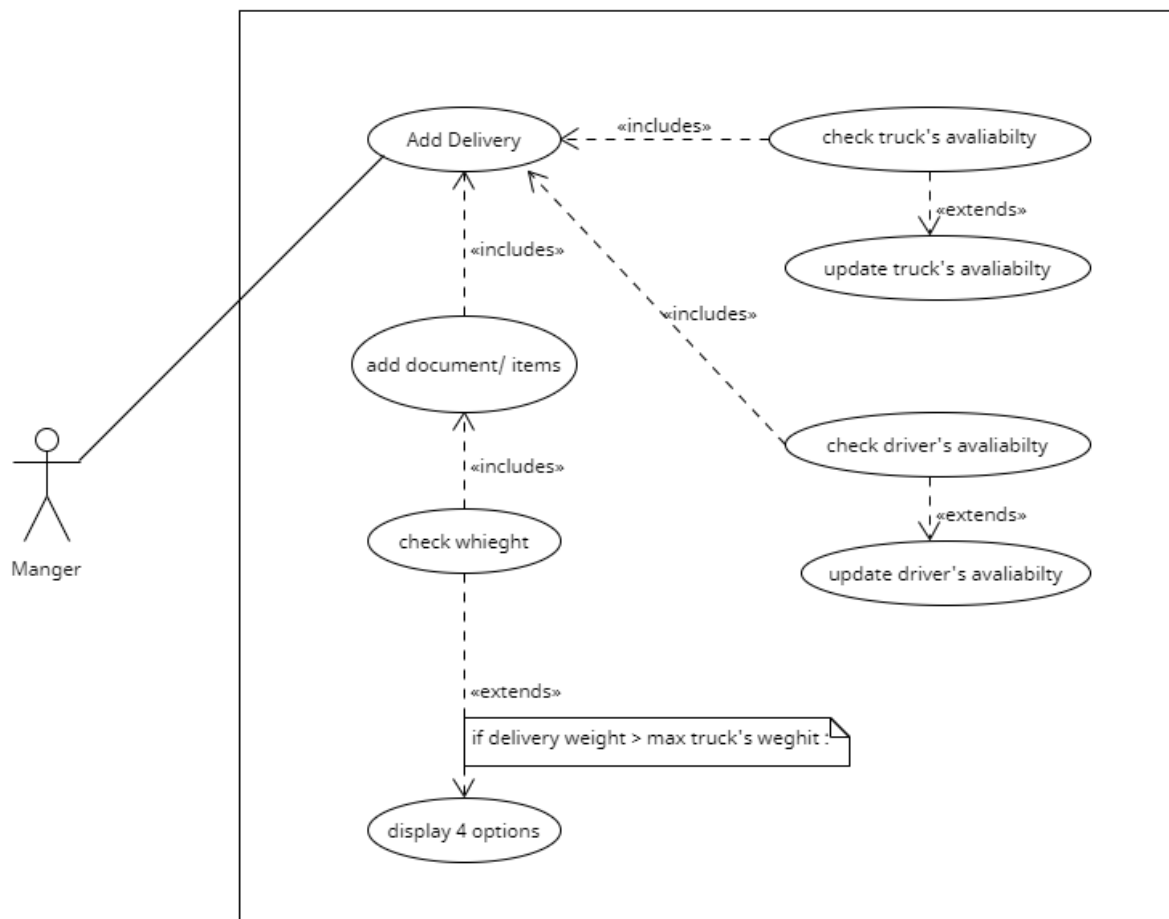 Add Delivery
«includes»
check truck's avaliabilty
«extends»
update truck's avaliabilty
«includes»
«includes»
add document/ items
check driver's avaliabilty
«includes»
«extends»
check whieght
update driver's avaliabilty
Manger
«extends»
if delivery weight > max truck's weghit :
display 4 options